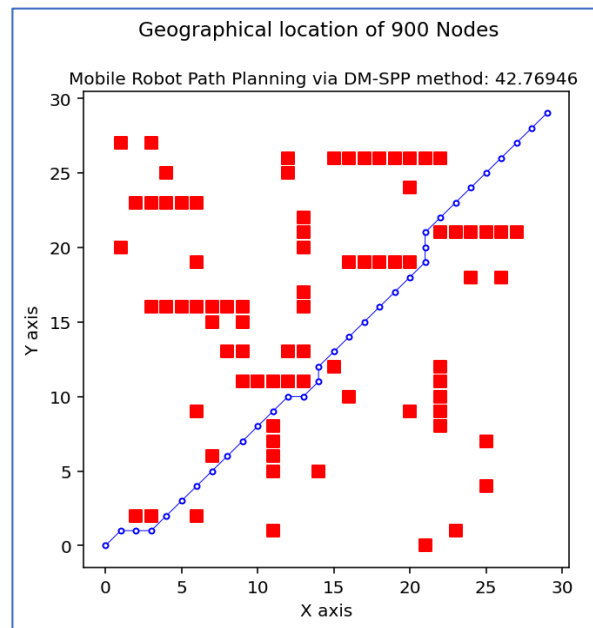 Geographical location of 900 Nodes
Mobile Robot Path Planning via DM-SPP method: 42.76946
30
25
20
15
10
5
0
Y axis
0 5 10 15 20 25 30
X axis